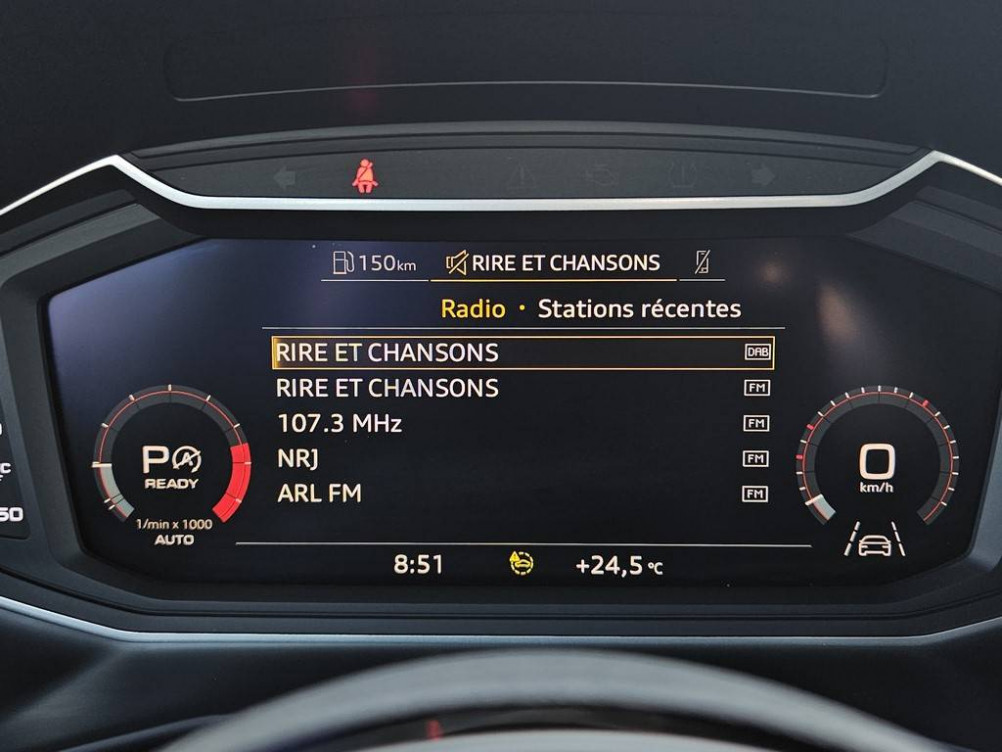 150km RIRE ET CHANSONS
Radio • Stations récentes
RIRE ET CHANSONS DAB
RIRE ET CHANSONS FM
107.3 MHz FM
NRJ FM
ARL FM
P
READY
1/min x 1000
AUTO
0
km/h
8:51 +24,5 °C